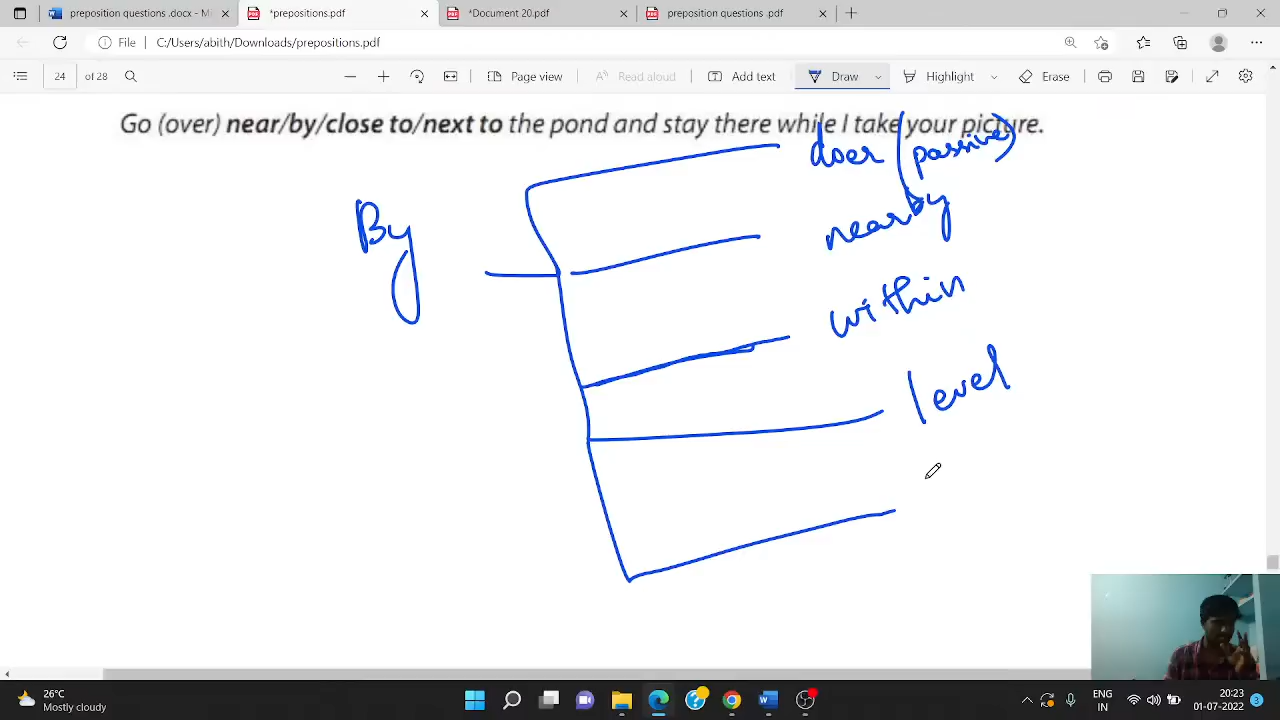 preposition questions .docx - Mi
*prepositions.pdf
*Document 20.pdf
preposition questions .pdf
File C:/Users/abith/Downloads/prepositions.pdf
24 of 28
Page view
Read aloud
Add text
Draw
Highlight
Erase
Go (over) near/by/close to/next to the pond and stay there while I take your picture.
doer (passive)
By
nearby
within
level
26°C
Mostly cloudy
ENG
IN
20:23
01-07-2022
3